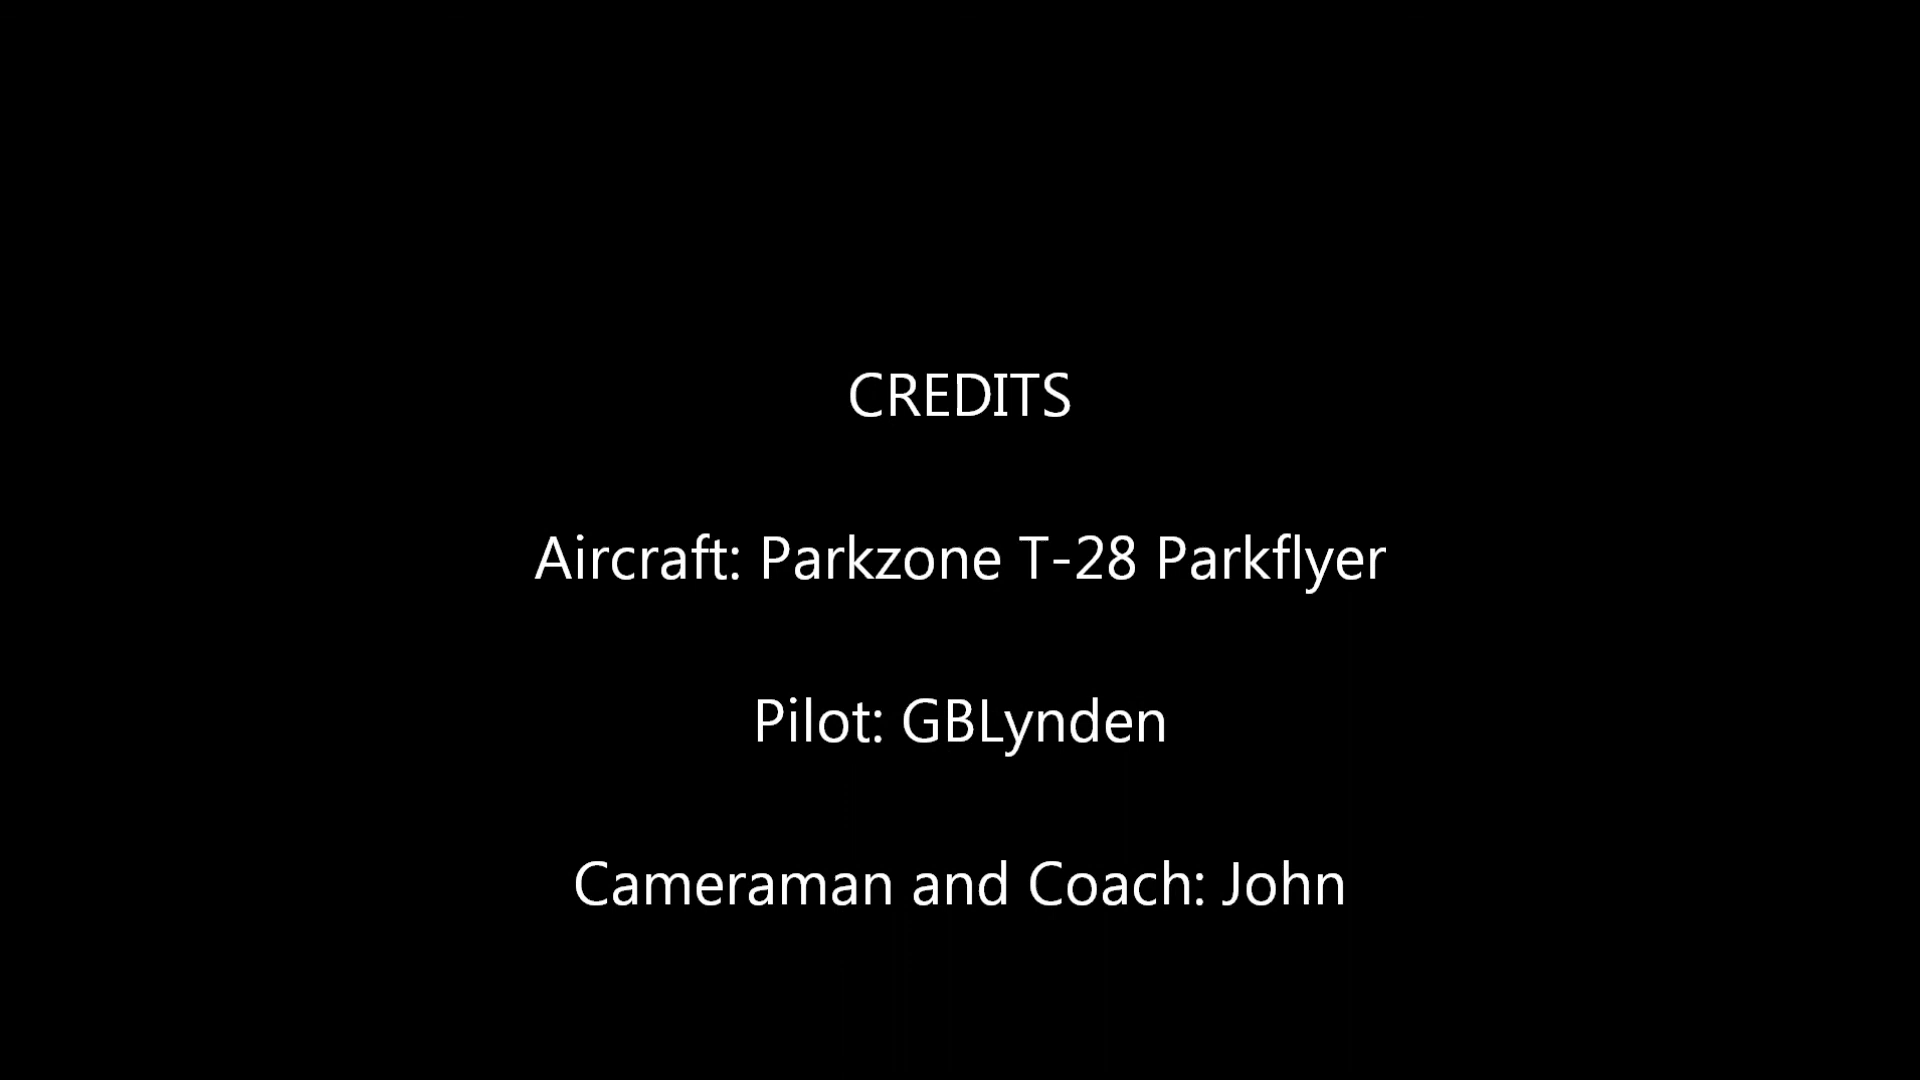 CREDITS
Aircraft: Parkzone T-28 Parkflyer
Pilot: GBLynden
Cameraman and Coach: John